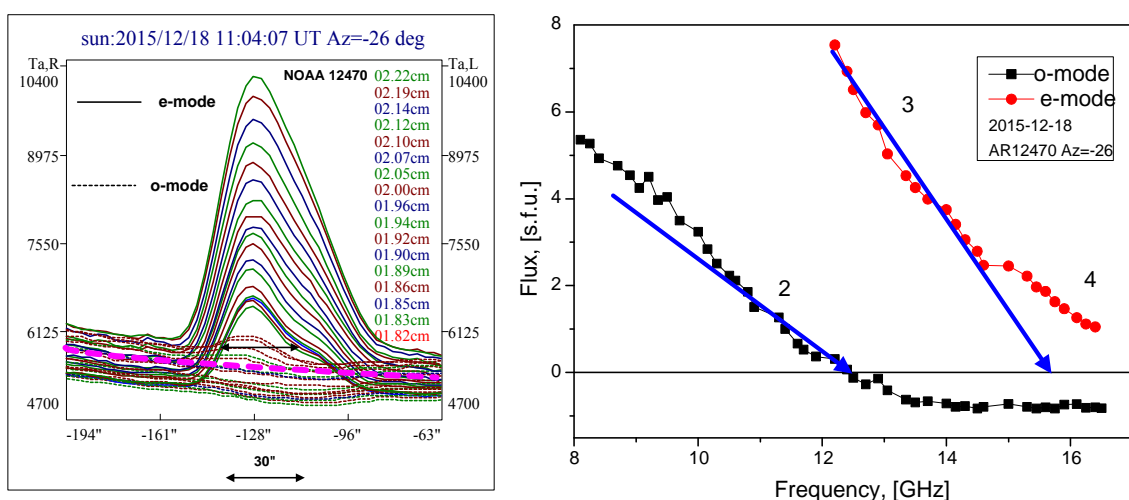 sun:2015/12/18 11:04:07 UT Az=-26 deg
Ta,R
Ta,L
10400
8975
7550
6125
4700
10400
8975
7550
6125
4700
NOAA 12470
e-mode
o-mode
02.22cm
02.19cm
02.14cm
02.12cm
02.10cm
02.07cm
02.05cm
02.00cm
01.96cm
01.94cm
01.92cm
01.90cm
01.89cm
01.86cm
01.85cm
01.83cm
01.82cm
-194"
-161"
-128"
-96"
-63"
30"
Flux, [s.f.u.]
8
6
4
2
0
-2
o-mode
e-mode
2015-12-18
AR12470 Az=-26
3
2
4
8
10
12
14
16
Frequency, [GHz]